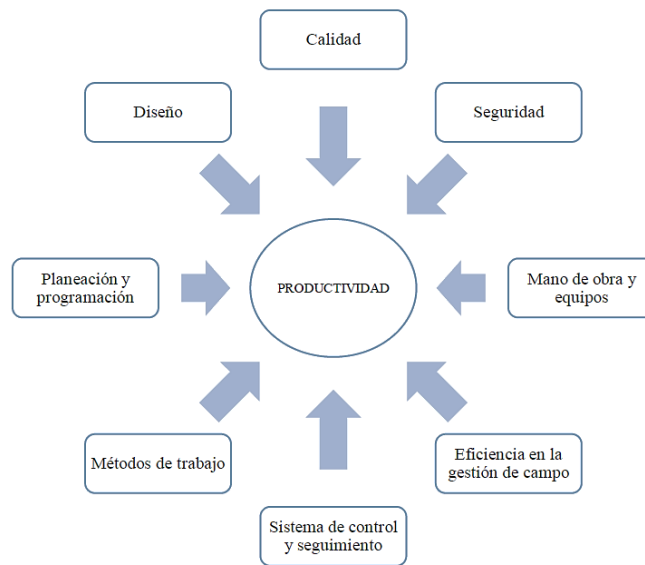 Calidad
Diseño
Seguridad
Planeación y
programación
PRODUCTIVIDAD
Mano de obra y
equipos
Métodos de trabajo
Eficiencia en la
gestión de campo
Sistema de control
y seguimiento